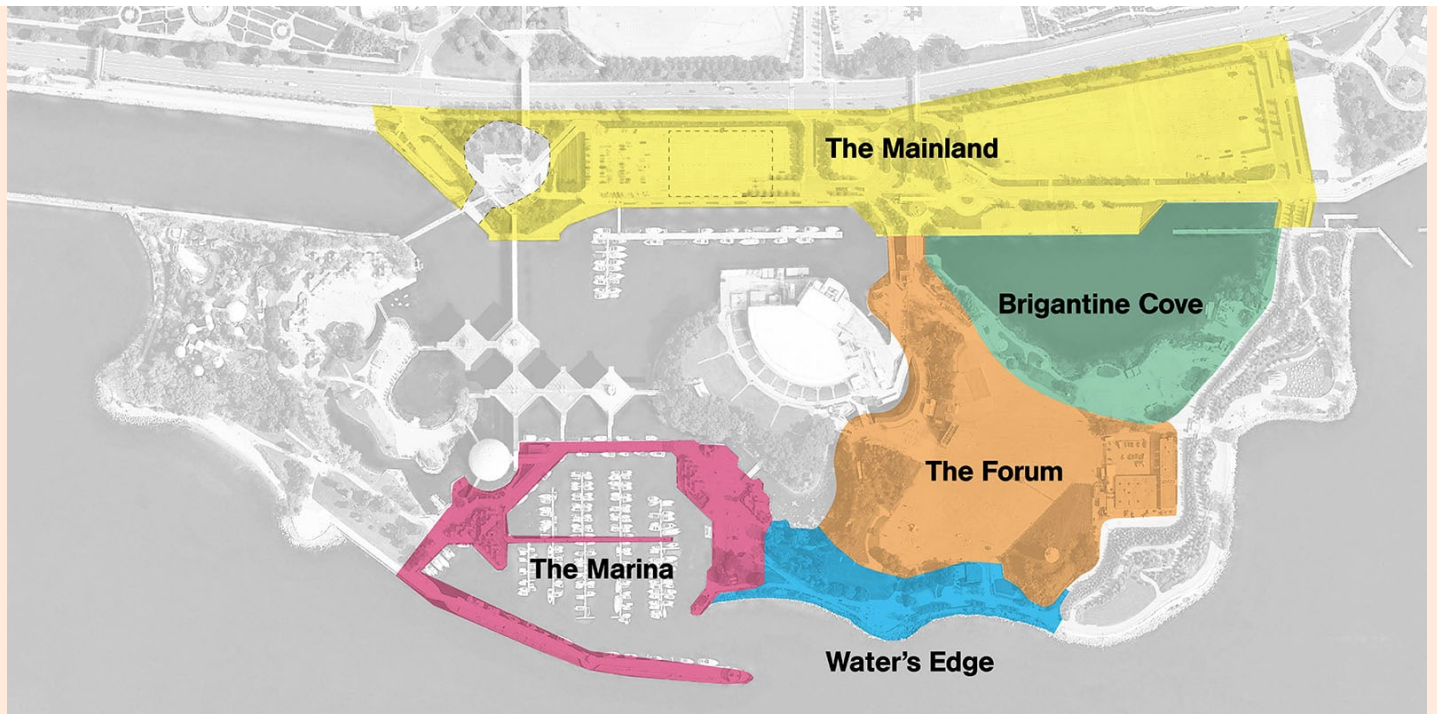 The Mainland
Brigantine Cove
The Forum
The Marina
Water’s Edge